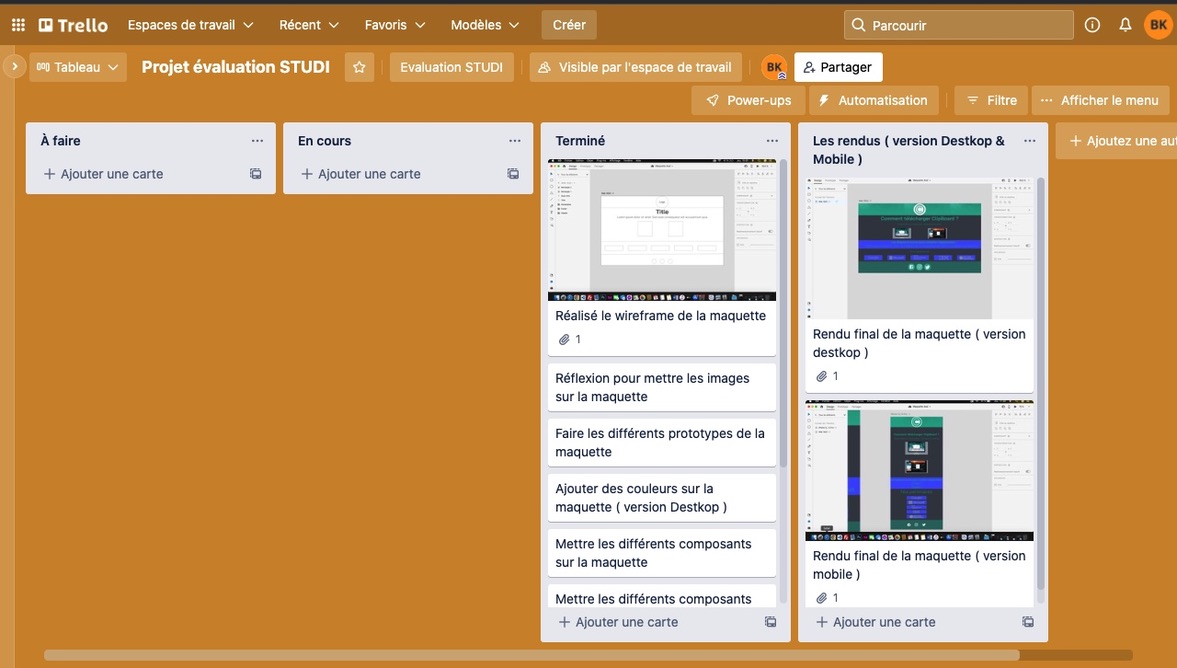 Trello Espaces de travail Récent Favoris Modèles Créer Parcourir BK
Tableau Projet évaluation STUDI Evaluation STUDI Visible par l'espace de travail BK Partager
Power-ups Automatisation Filtre Afficher le menu
À faire
Ajouter une carte
En cours
Ajouter une carte
Terminé
Title
Réalisé le wireframe de la maquette
1
Réflexion pour mettre les images
sur la maquette
Faire les différents prototypes de la
maquette
Ajouter des couleurs sur la
maquette ( version Destkop )
Mettre les différents composants
sur la maquette
Mettre les différents composants
Ajouter une carte
Les rendus ( version Destkop &
Mobile )
Comment télécharger Clipboard ?
Rendu final de la maquette ( version
destkop )
1
Rendu final de la maquette ( version
mobile )
1
Ajouter une carte
Ajoutez une aut